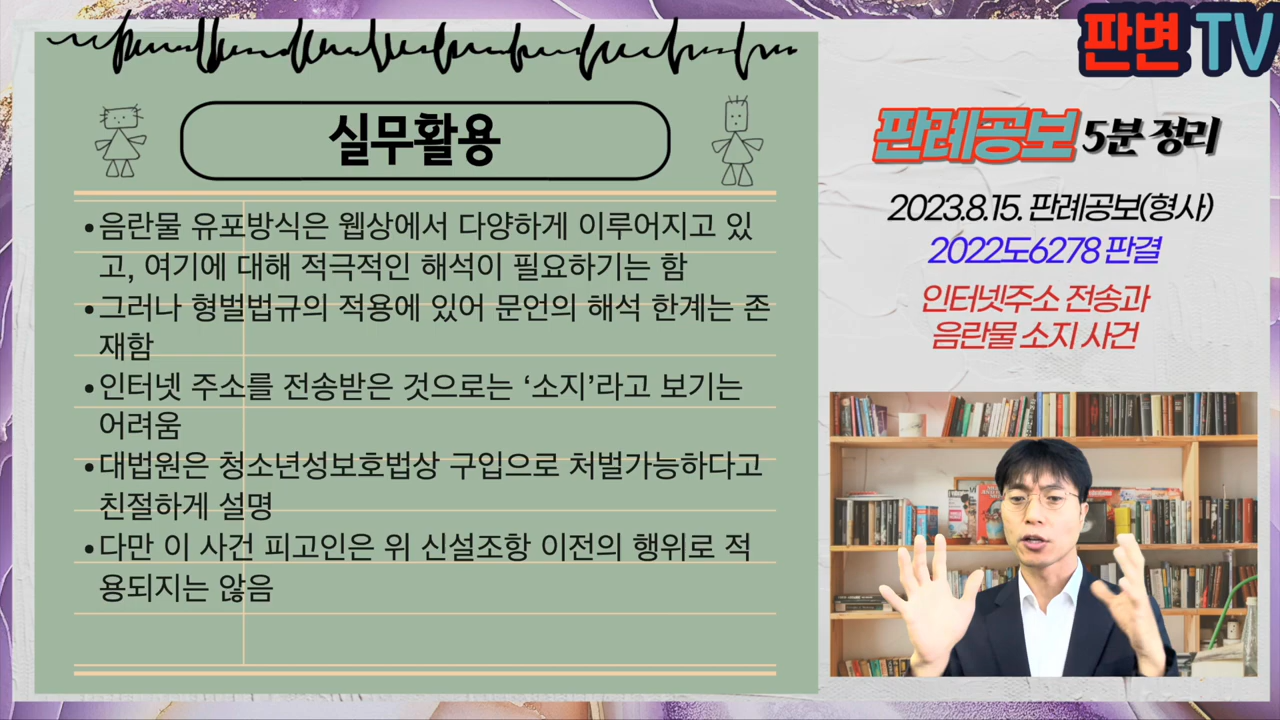 판변 TV
실무활용
•음란물 유포방식은 웹상에서 다양하게 이루어지고 있
고, 여기에 대해 적극적인 해석이 필요하기는 함
•그러나 형벌법규의 적용에 있어 문언의 해석 한계는 존
재함
•인터넷 주소를 전송받은 것으로는 ‘소지’라고 보기는
어려움
•대법원은 청소년성보호법상 구입으로 처벌가능하다고
친절하게 설명
•다만 이 사건 피고인은 위 신설조항 이전의 행위로 적
용되지는 않음
판례공보 5분 정리
2023.8.15. 판례공보(형사)
2022도6278 판결
인터넷주소 전송과
음란물 소지 사건